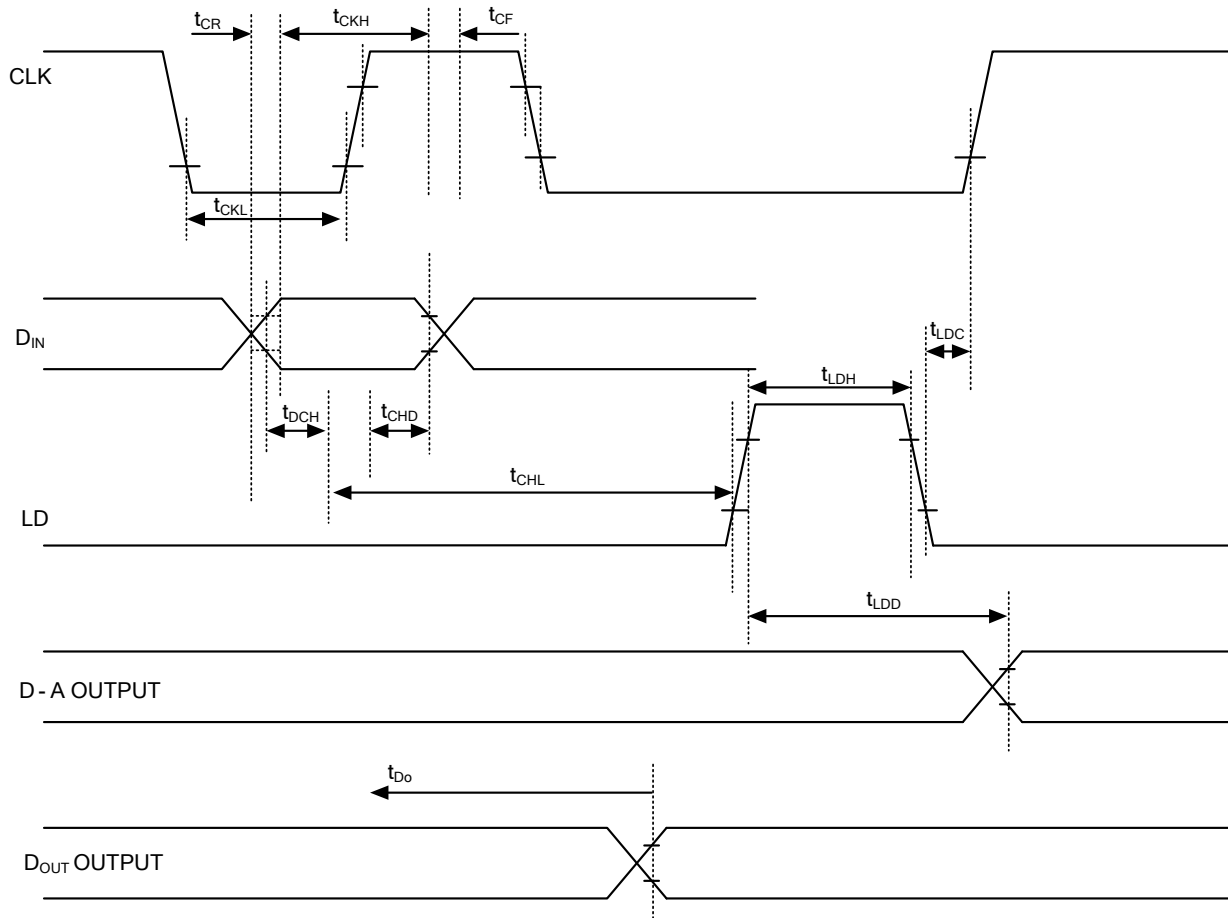 tCR
tCKH
tCF
CLK
tCKL
DIN
tLDC
tLDH
tDCH
tCHD
tCHL
LD
tLDD
D - A OUTPUT
tDo
DOUT OUTPUT